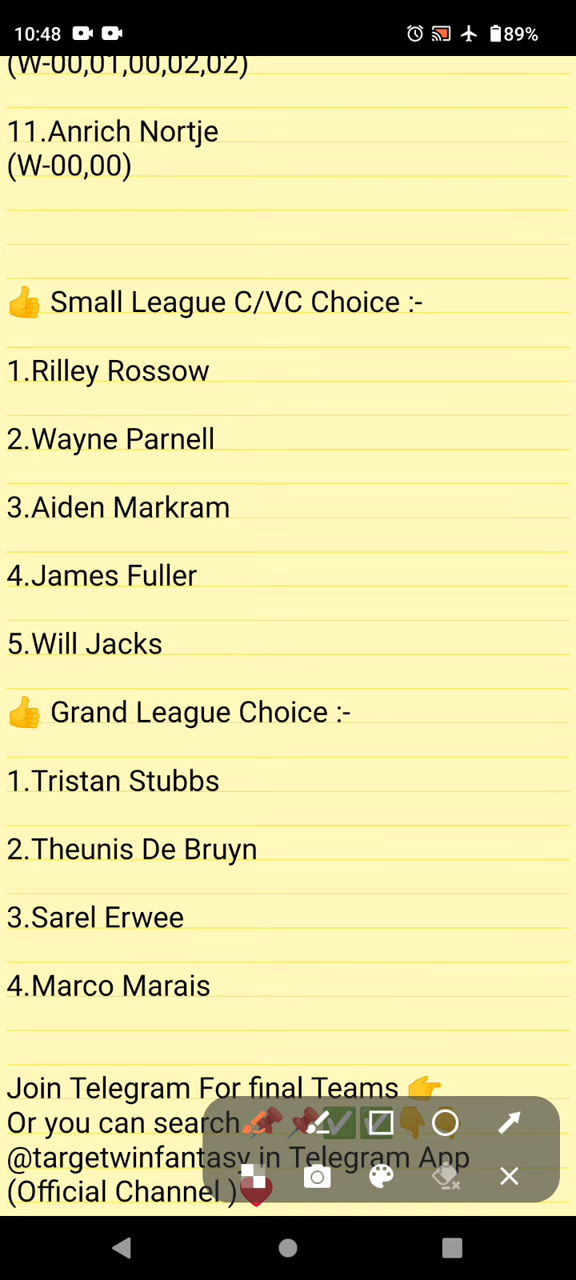 10:48
89%
(W-00,01,00,02,02)
11.Anrich Nortje
(W-00,00)
👍 Small League C/VC Choice :-
1.Rilley Rossow
2.Wayne Parnell
3.Aiden Markram
4.James Fuller
5.Will Jacks
👍 Grand League Choice :-
1.Tristan Stubbs
2.Theunis De Bruyn
3.Sarel Erwee
4.Marco Marais
Join Telegram For final Teams 👉
Or you can search 📌 📌✅✅👇👇
@targetwinfantasy in Telegram App
(Official Channel )❤️